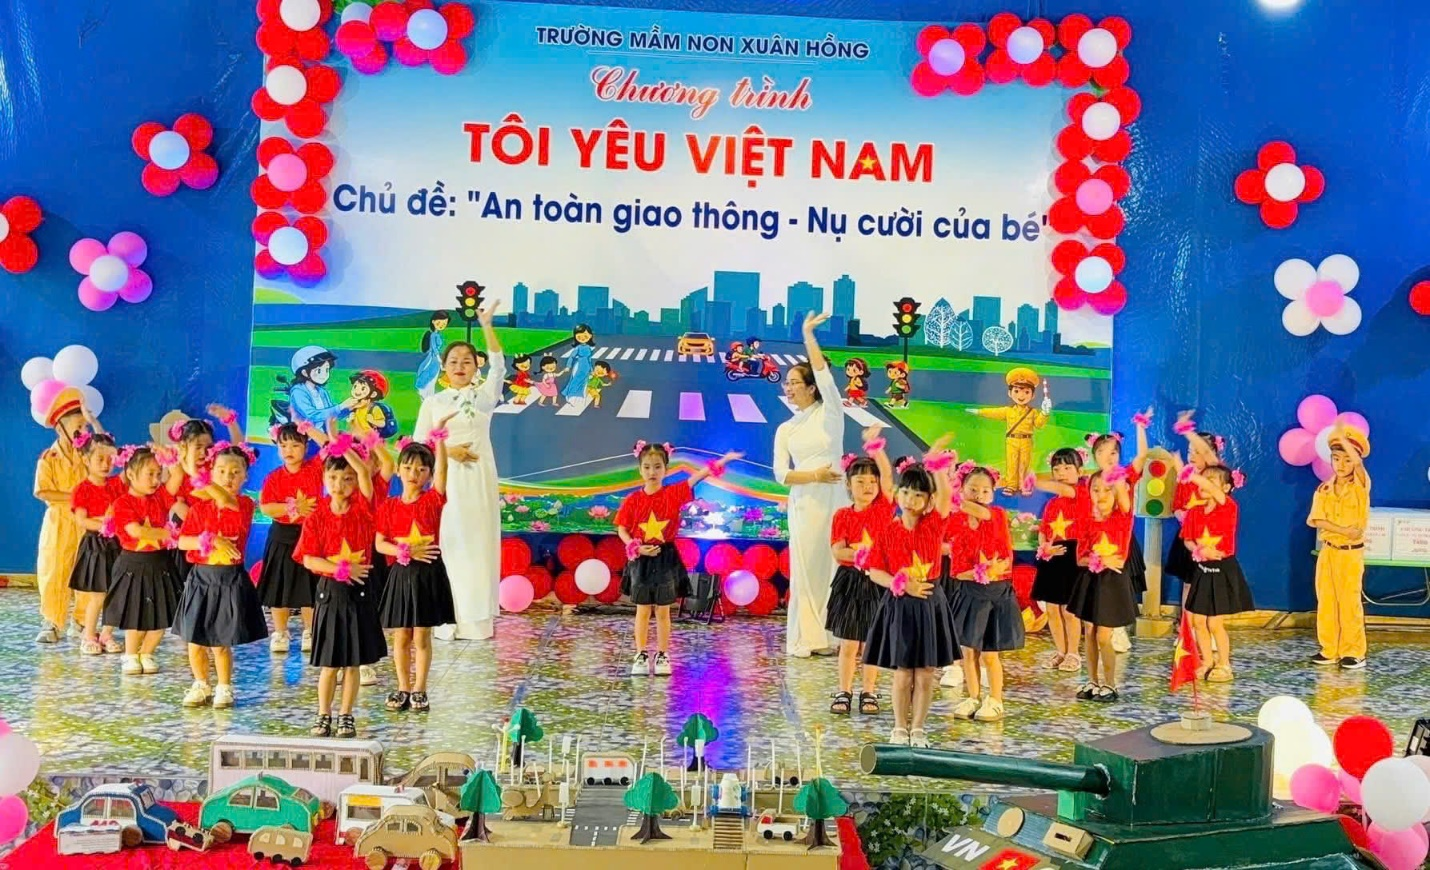 TRƯỜNG MẦM NON XUÂN HỒNG
Chương trình
TÔI YÊU VIỆT NAM
Chủ đề: "An toàn giao thông - Nụ cười của bé"
VN